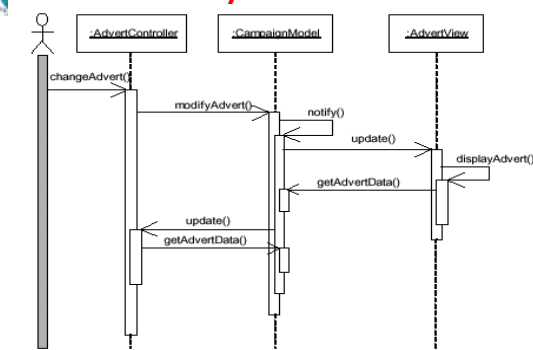 :AdvertController :CampaignModel :AdvertView
changeAdvert()
modifyAdvert()
notify()
update()
displayAdvert()
getAdvertData()
update()
getAdvertData()